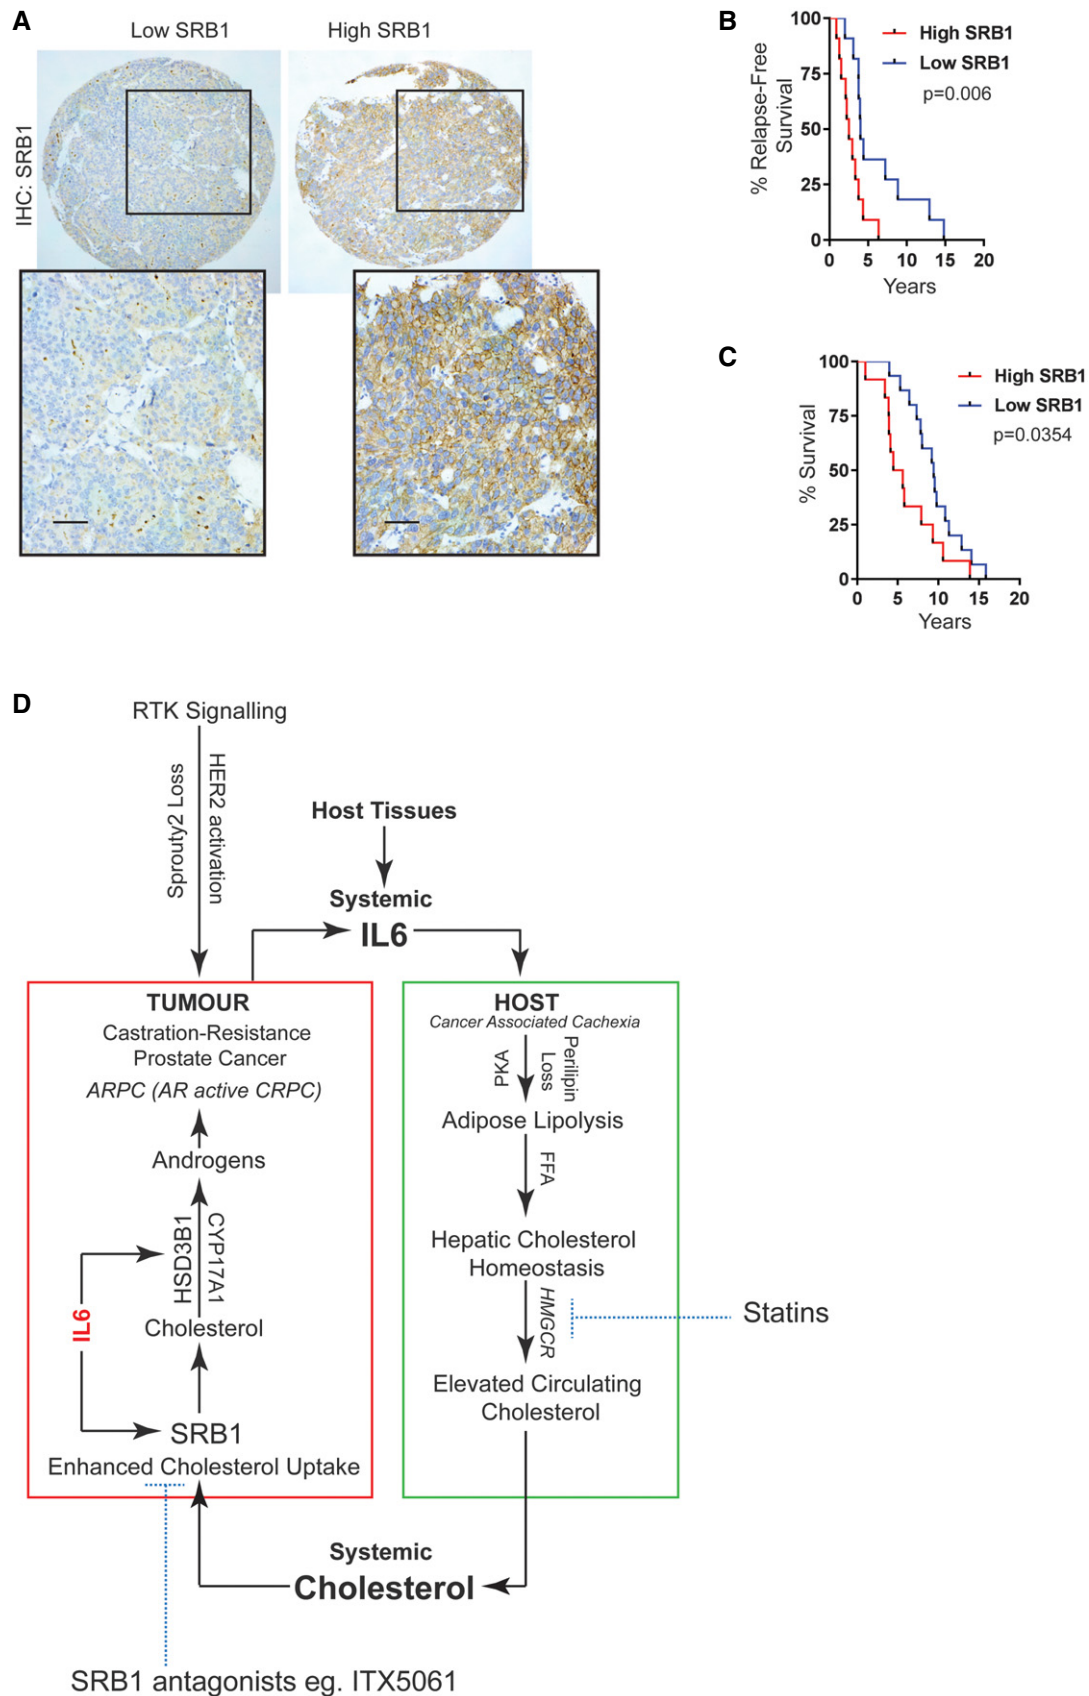 A
Low SRB1
High SRB1
IHC: SRB1
B
100
75
50
25
0
0 5 10 15 20
% Relapse-Free
Survival
Years
High SRB1
Low SRB1
p=0.006
C
100
75
50
25
0
0 5 10 15 20
% Survival
Years
High SRB1
Low SRB1
p=0.0354
D
RTK Signalling
Sprouty2 Loss
HER2 activation
Host Tissues
Systemic
IL6
TUMOUR
Castration-Resistance
Prostate Cancer
ARPC (AR active CRPC)
Androgens
HSD3B1
CYP17A1
IL6
Cholesterol
SRB1
Enhanced Cholesterol Uptake
HOST
Cancer Associated Cachexia
PKA
Perilipin
Loss
Adipose Lipolysis
FFA
Hepatic Cholesterol
Homeostasis
HMGCR
Statins
Elevated Circulating
Cholesterol
Systemic
Cholesterol
SRB1 antagonists eg. ITX5061